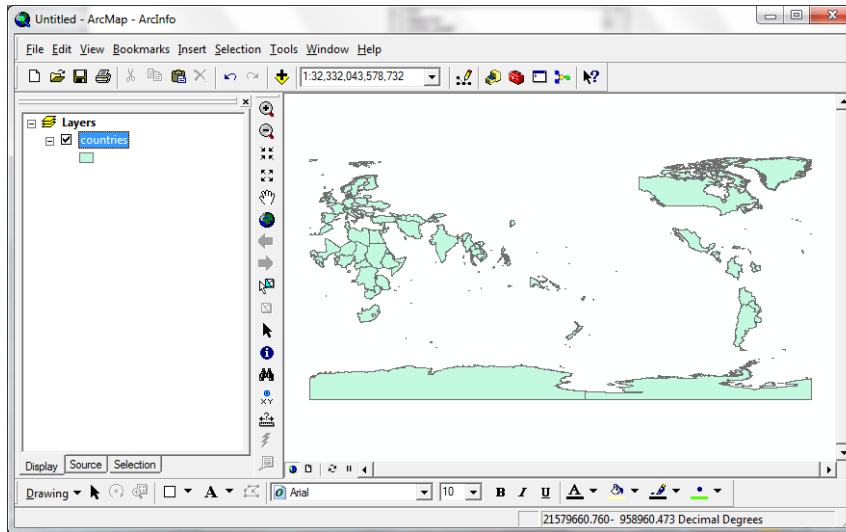 Untitled - ArcMap - ArcInfo
File Edit View Bookmarks Insert Selection Tools Window Help
1:32,332,043,578,732
Layers
countries
XY
Display Source Selection
Drawing A Arial 10 B I U A
21579660.760- 958960.473 Decimal Degrees